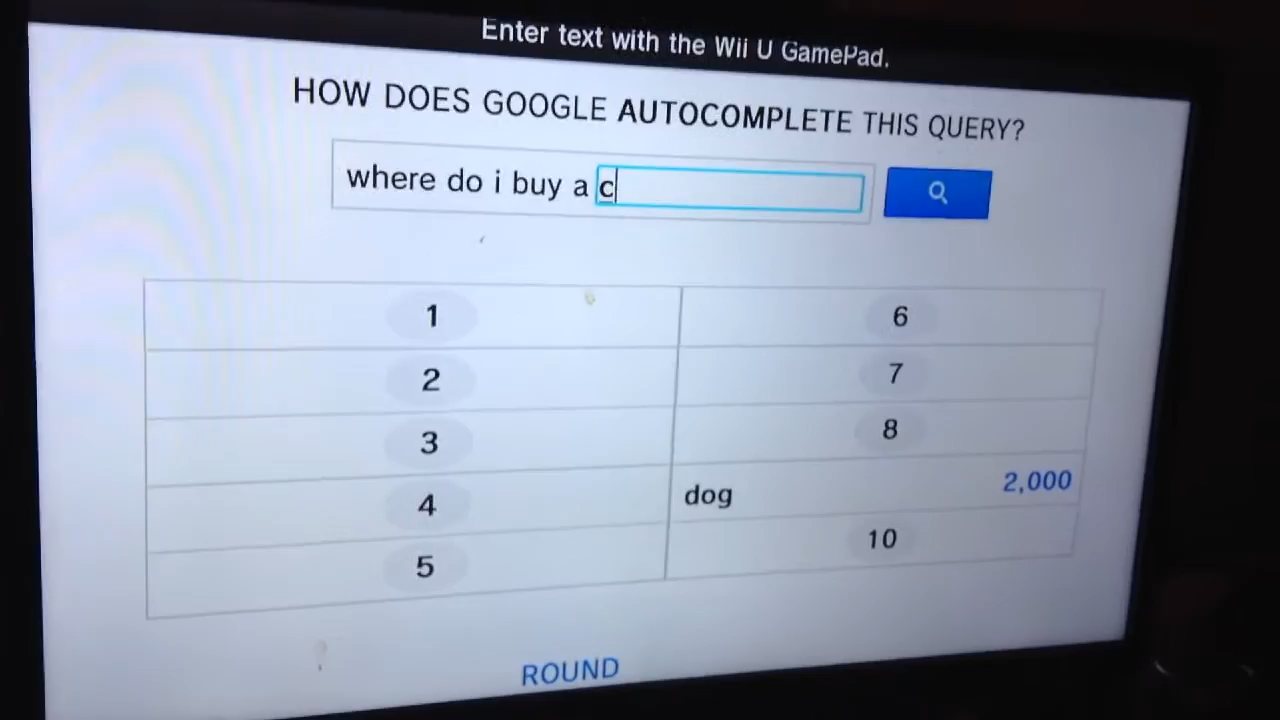 Enter text with the Wii U GamePad.
HOW DOES GOOGLE AUTOCOMPLETE THIS QUERY?
where do i buy a c
1
2
3
4
5
6
7
8
dog 2,000
10
ROUND